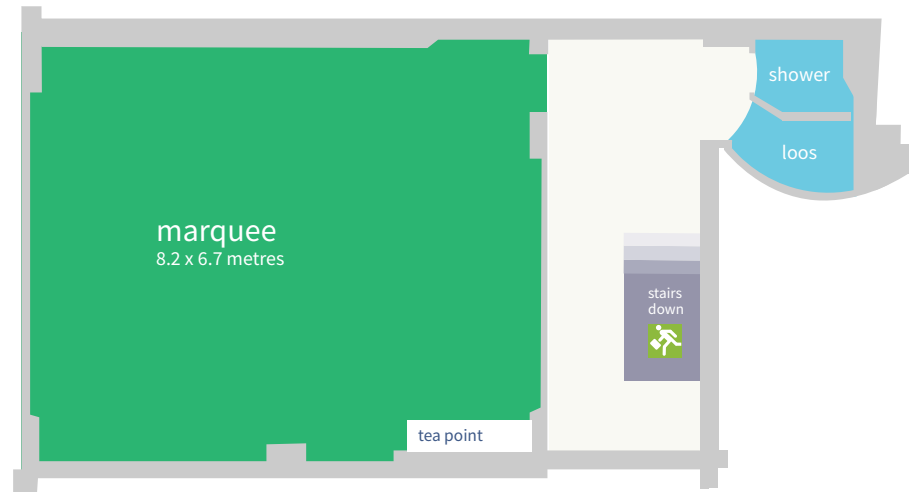 shower
loos
marquee
8.2 x 6.7 metres
stairs
down
tea point